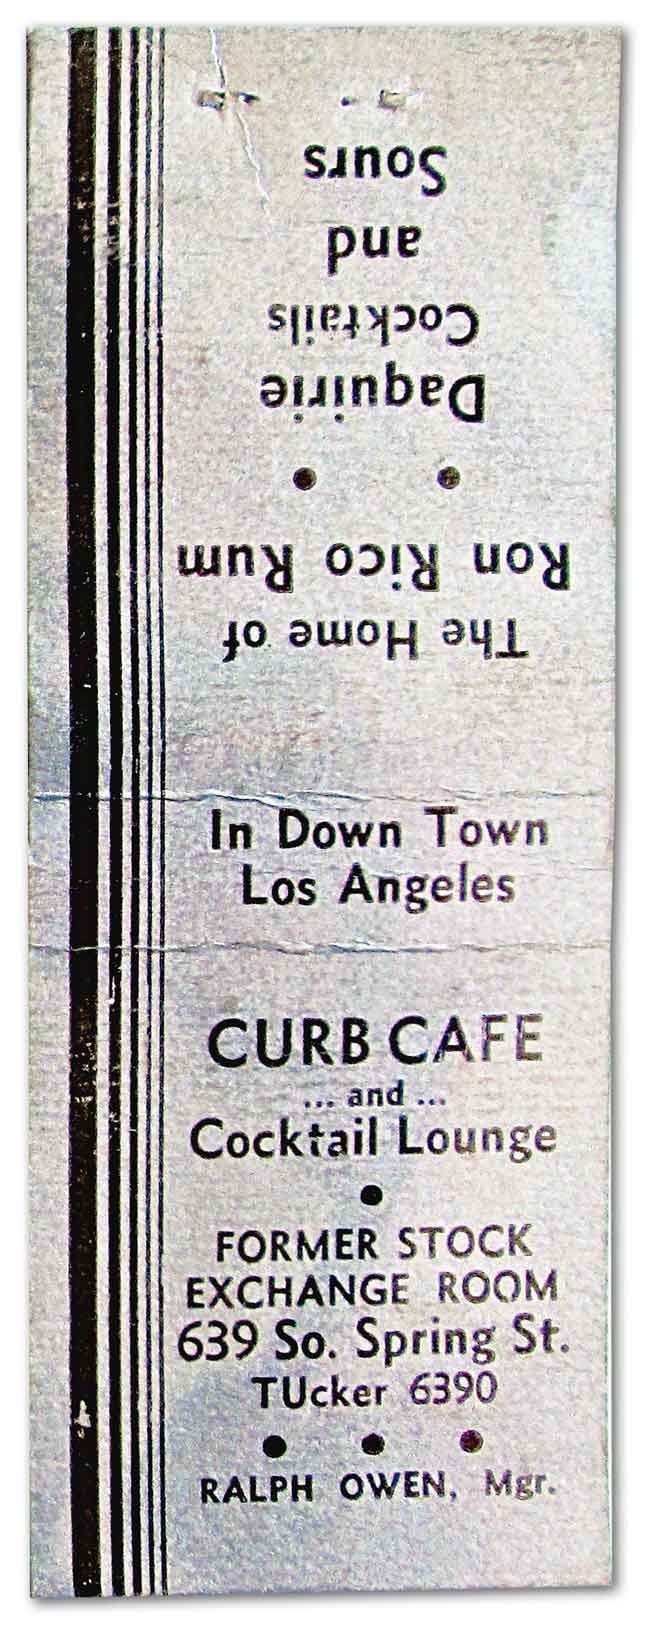 The Home of
Ron Rico Rum
• •
Daquirie
Cocktails
and
Sours
In Down Town
Los Angeles
CURB CAFE
... and ...
Cocktail Lounge
•
FORMER STOCK
EXCHANGE ROOM
639 So. Spring St.
TUcker 6390
• • •
RALPH OWEN, Mgr.